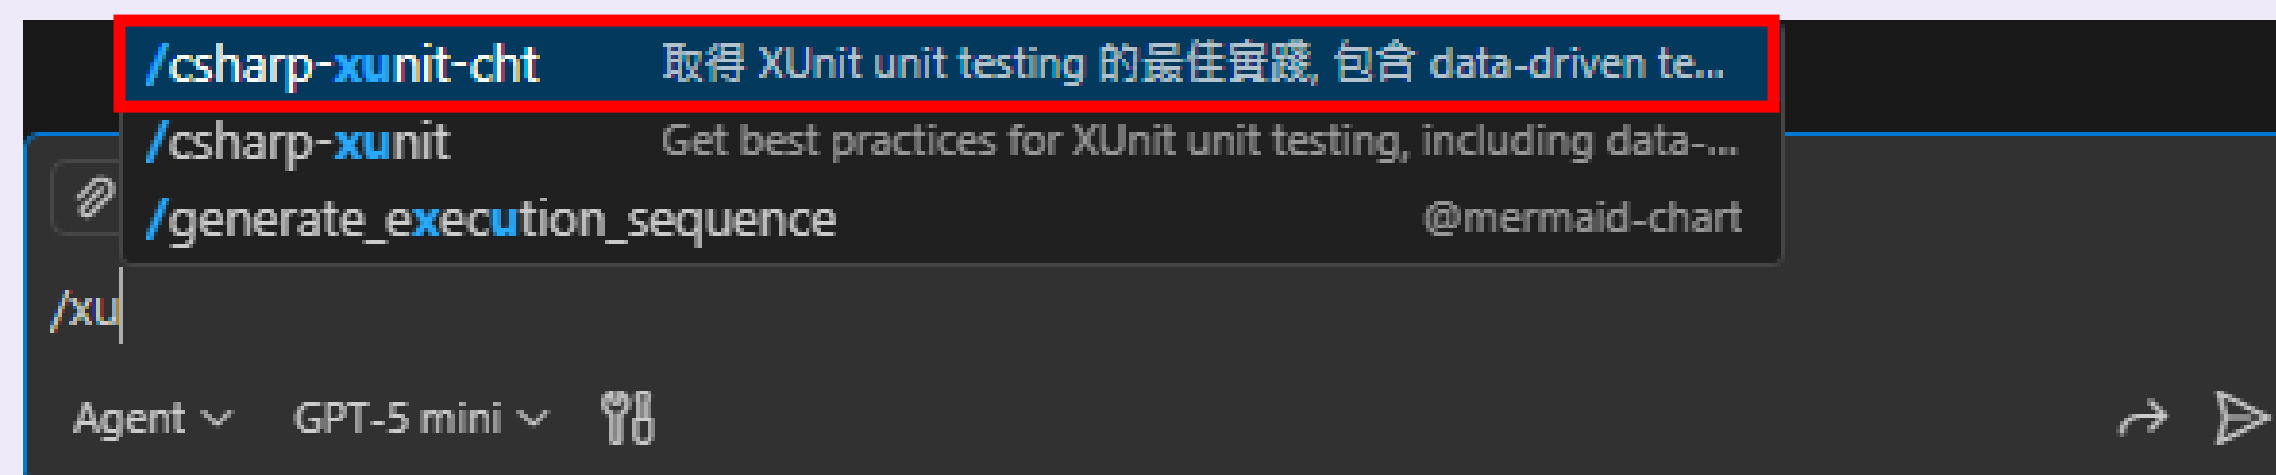 /csharp-xunit-cht 取得 XUnit unit testing 的最佳實踐, 包含 data-driven te...
/csharp-xunit Get best practices for XUnit unit testing, including data-...
/generate_execution_sequence @mermaid-chart
/xu
Agent GPT-5 mini